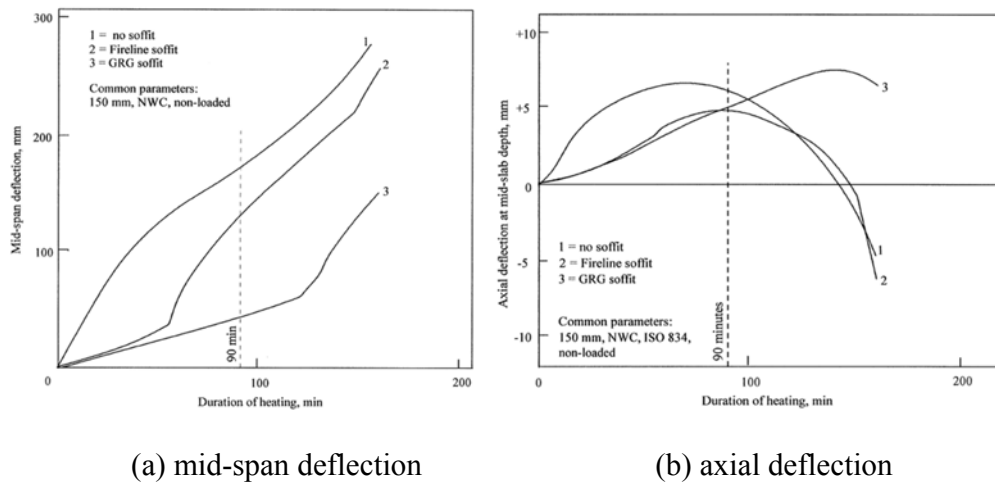 300
200
100
0
100
200
Mid-span deflection, mm
Duration of heating, min
1 = no soffit
2 = Fireline soffit
3 = GRG soffit
Common parameters:
150 mm, NWC, non-loaded
1
2
3
90 min
+10
+5
0
-5
-10
0
100
200
Axial deflection at mid-slab depth, mm
Duration of heating, min
3
1
2
1 = no soffit
2 = Fireline soffit
3 = GRG soffit
Common parameters:
150 mm, NWC, ISO 834,
non-loaded
90 minutes
(a) mid-span deflection
(b) axial deflection